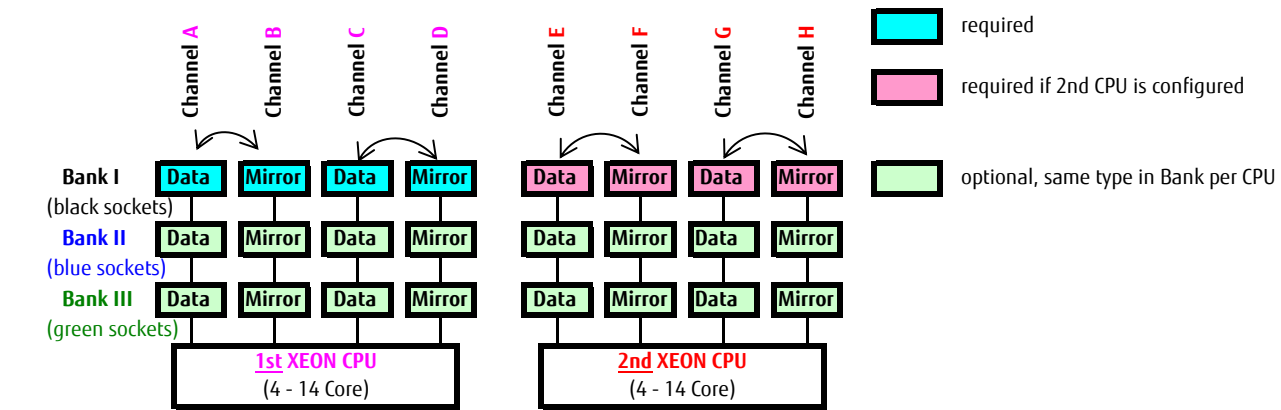 Channel A
Channel B
Channel C
Channel D
Channel E
Channel F
Channel G
Channel H
required
required if 2nd CPU is configured
optional, same type in Bank per CPU
Bank I Data Mirror Data Mirror Data Mirror Data Mirror
(black sockets)
Bank II Data Mirror Data Mirror Data Mirror Data Mirror
(blue sockets)
Bank III Data Mirror Data Mirror Data Mirror Data Mirror
(green sockets)
1st XEON CPU
(4 - 14 Core)
2nd XEON CPU
(4 - 14 Core)